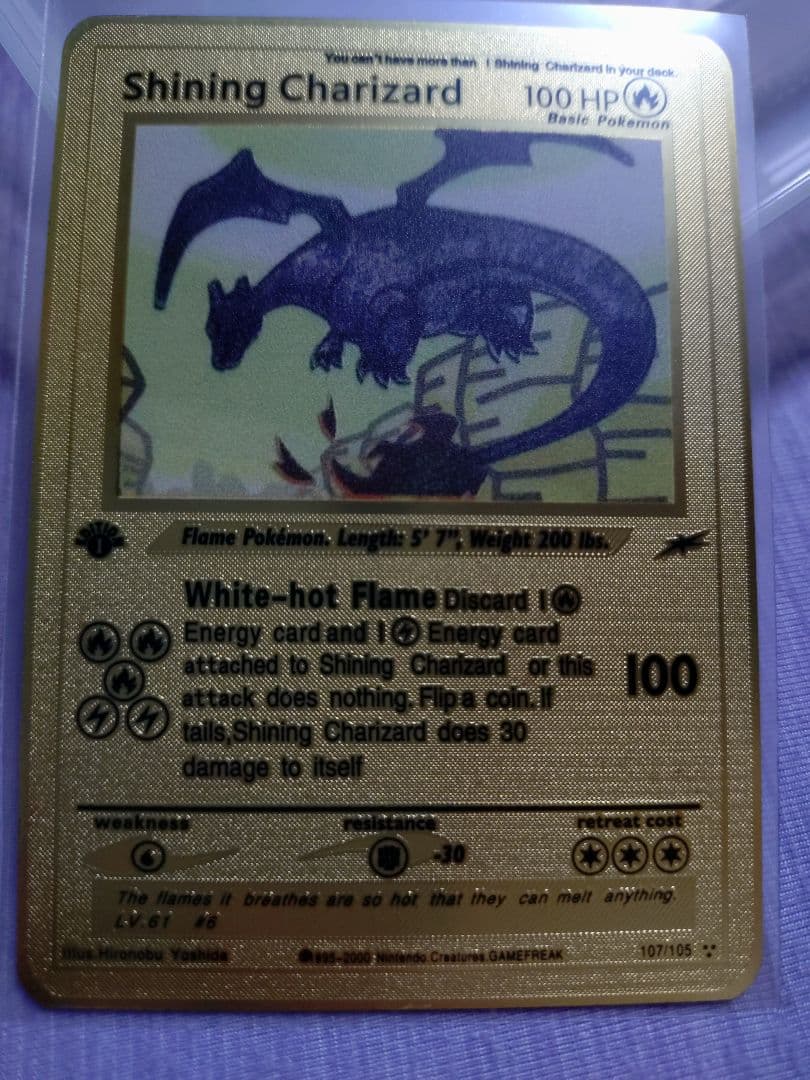 You can't have more than 1 Shining Charizard in your deck.
Shining Charizard 100 HP
Basic Pokemon
1
Flame Pokémon. Length: 5' 7", Weight 200 lbs.
White-hot Flame Discard 1
Energy card and 1 Energy card
attached to Shining Charizard or this
attack does nothing. Flip a coin. If
tails,Shining Charizard does 30
damage to itself
100
weakness resistance retreat cost
-30
The flames it breathes are so hot that they can melt anything.
LV.61 #6
Illus.Hironobu Yoshida 895-2000 Nintendo.Creatures.GAMEFREAK 107/105